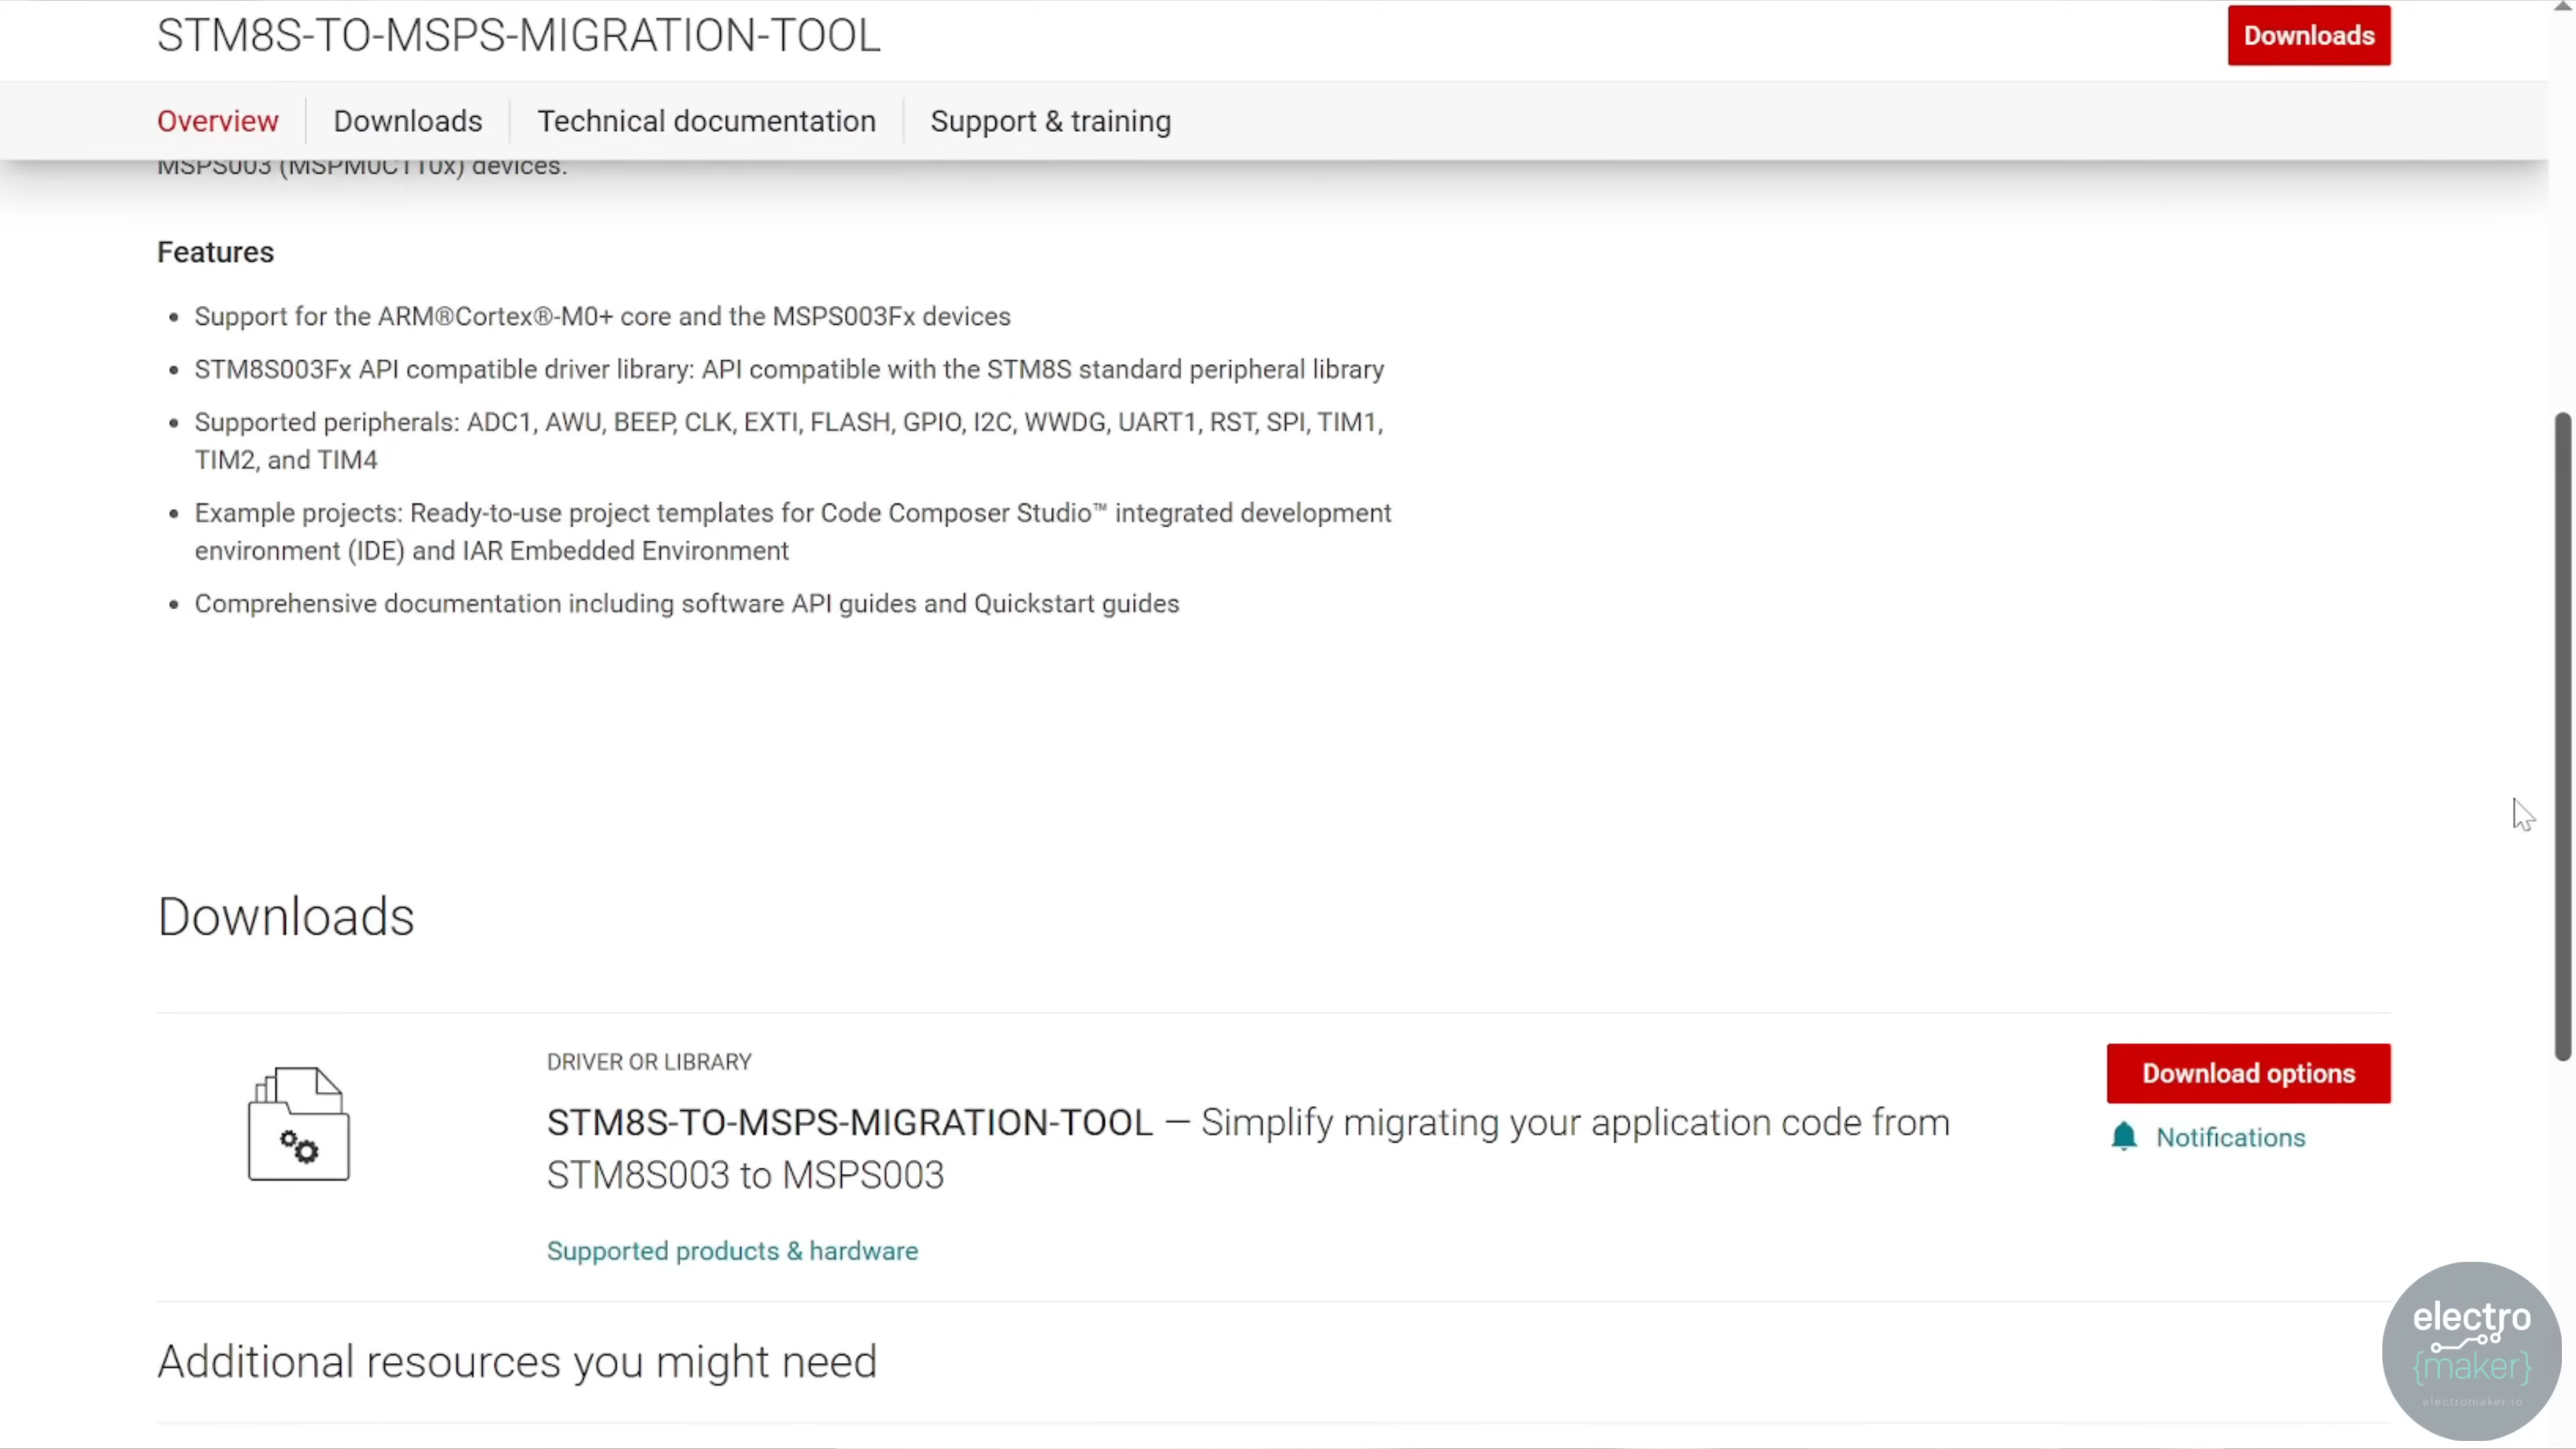 STM8S-TO-MSPS-MIGRATION-TOOL
Downloads
Overview
Downloads
Technical documentation
Support & training
MSPS003 (MSPM0C110x) devices.
Features
• Support for the ARM®Cortex®-M0+ core and the MSPS003Fx devices
• STM8S003Fx API compatible driver library: API compatible with the STM8S standard peripheral library
• Supported peripherals: ADC1, AWU, BEEP, CLK, EXTI, FLASH, GPIO, I2C, WWDG, UART1, RST, SPI, TIM1,
TIM2, and TIM4
• Example projects: Ready-to-use project templates for Code Composer Studio™ integrated development
environment (IDE) and IAR Embedded Environment
• Comprehensive documentation including software API guides and Quickstart guides
Downloads
DRIVER OR LIBRARY
Download options
STM8S-TO-MSPS-MIGRATION-TOOL — Simplify migrating your application code from
STM8S003 to MSPS003
Notifications
Supported products & hardware
Additional resources you might need
electro
{maker}
electromaker.io